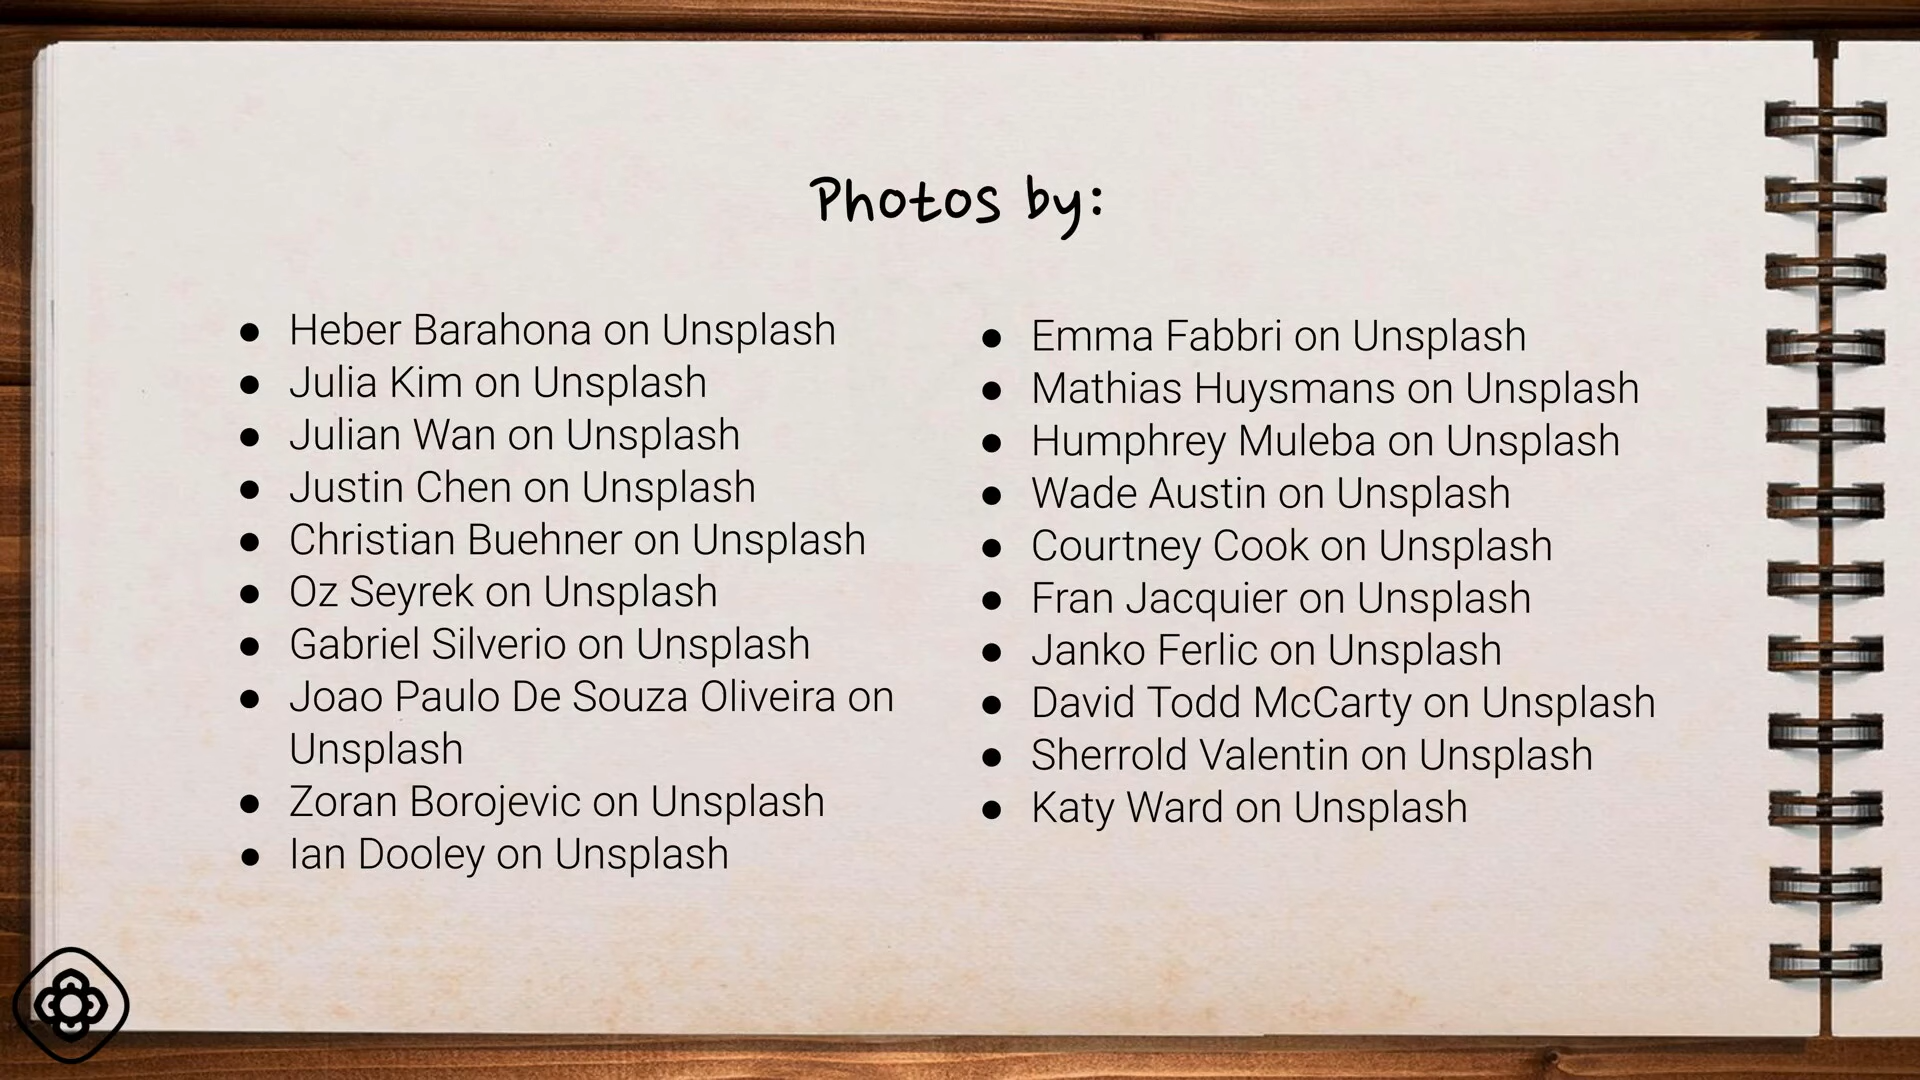 Photos by:
● Heber Barahona on Unsplash
● Julia Kim on Unsplash
● Julian Wan on Unsplash
● Justin Chen on Unsplash
● Christian Buehner on Unsplash
● Oz Seyrek on Unsplash
● Gabriel Silverio on Unsplash
● Joao Paulo De Souza Oliveira on
Unsplash
● Zoran Borojevic on Unsplash
● Ian Dooley on Unsplash
● Emma Fabbri on Unsplash
● Mathias Huysmans on Unsplash
● Humphrey Muleba on Unsplash
● Wade Austin on Unsplash
● Courtney Cook on Unsplash
● Fran Jacquier on Unsplash
● Janko Ferlic on Unsplash
● David Todd McCarty on Unsplash
● Sherrold Valentin on Unsplash
● Katy Ward on Unsplash